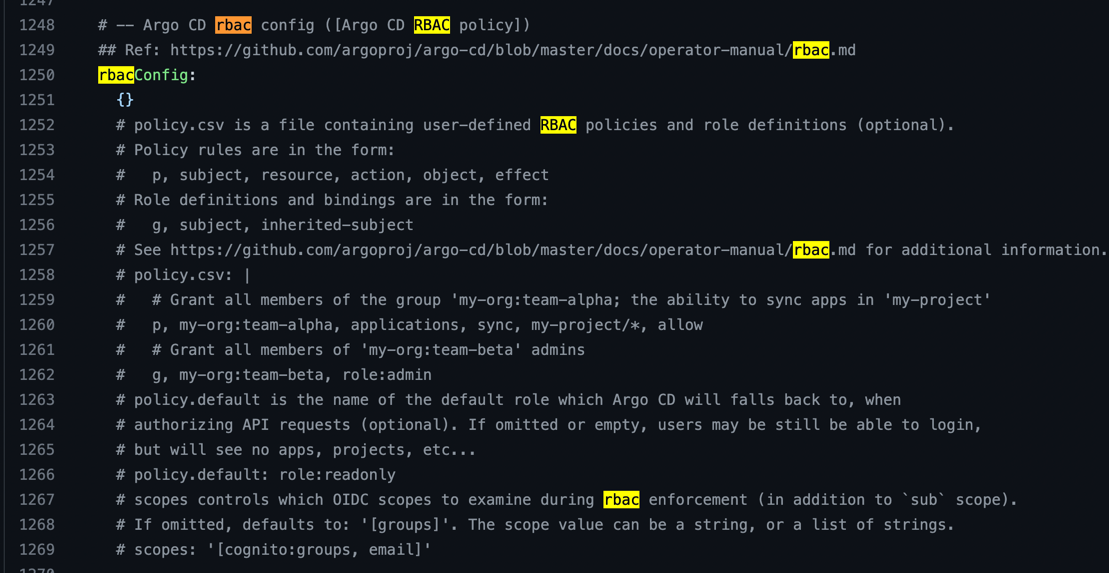 1248 # -- Argo CD rbac config ([Argo CD RBAC policy])
1249 ## Ref: https://github.com/argoproj/argo-cd/blob/master/docs/operator-manual/rbac.md
1250 rbacConfig:
1251   {}
1252   # policy.csv is a file containing user-defined RBAC policies and role definitions (optional).
1253   # Policy rules are in the form:
1254   #   p, subject, resource, action, object, effect
1255   # Role definitions and bindings are in the form:
1256   #   g, subject, inherited-subject
1257   # See https://github.com/argoproj/argo-cd/blob/master/docs/operator-manual/rbac.md for additional information.
1258   # policy.csv: |
1259   #   # Grant all members of the group 'my-org:team-alpha; the ability to sync apps in 'my-project'
1260   #   p, my-org:team-alpha, applications, sync, my-project/*, allow
1261   #   # Grant all members of 'my-org:team-beta' admins
1262   #   g, my-org:team-beta, role:admin
1263   # policy.default is the name of the default role which Argo CD will falls back to, when
1264   # authorizing API requests (optional). If omitted or empty, users may be still be able to login,
1265   # but will see no apps, projects, etc...
1266   # policy.default: role:readonly
1267   # scopes controls which OIDC scopes to examine during rbac enforcement (in addition to `sub` scope).
1268   # If omitted, defaults to: '[groups]'. The scope value can be a string, or a list of strings.
1269   # scopes: '[cognito:groups, email]'